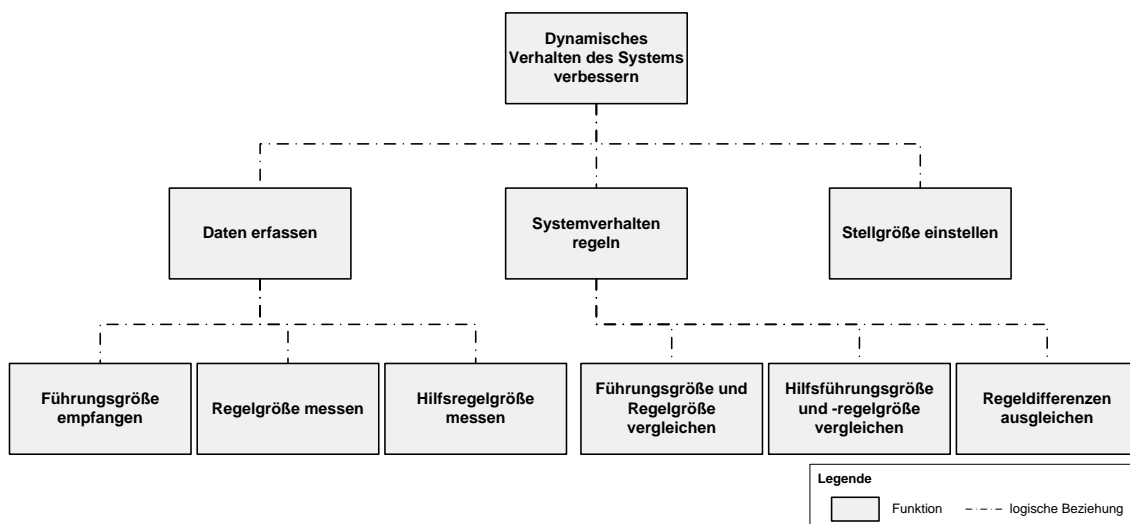 Dynamisches
Verhalten des Systems
verbessern
Daten erfassen
Systemverhalten
regeln
Stellgröße einstellen
Führungsgröße
empfangen
Regelgröße messen
Hilfsregelgröße
messen
Führungsgröße und
Regelgröße
vergleichen
Hilfsführungsgröße
und -regelgröße
vergleichen
Regeldifferenzen
ausgleichen
Legende
Funktion
logische Beziehung